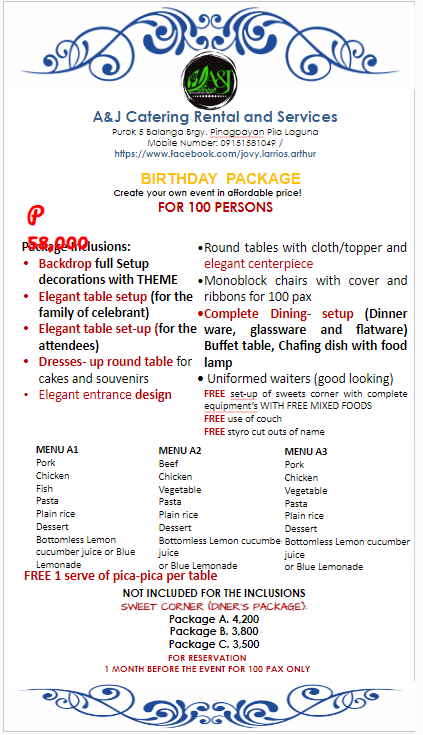 A&J
A&J Catering Rental and Services
Purok 5 Balanga Brgy. Pinagbayan Pila Laguna
Mobile Number: 09151581049 /
https://www.facebook.com/jovy.larrios.arthur
BIRTHDAY PACKAGE
Create your own event in affordable price!
FOR 100 PERSONS
₱
58,000
Package Inclusions:
• Backdrop full Setup
decorations with THEME
• Elegant table setup (for the
family of celebrant)
• Elegant table set-up (for the
attendees)
• Dresses- up round table for
cakes and souvenirs
• Elegant entrance design
•Round tables with cloth/topper and
elegant centerpiece
•Monoblock chairs with cover and
ribbons for 100 pax
•Complete Dining- setup (Dinner
ware, glassware and flatware)
Buffet table, Chafing dish with food
lamp
• Uniformed waiters (good looking)
FREE set-up of sweets corner with complete
equipment's WITH FREE MIXED FOODS
FREE use of couch
FREE styro cut outs of name
MENU A1
Pork
Chicken
Fish
Pasta
Plain rice
Dessert
Bottomless Lemon
cucumber juice or Blue
Lemonade
MENU A2
Beef
Chicken
Vegetable
Pasta
Plain rice
Dessert
Bottomless Lemon cucumbe
juice
or Blue Lemonade
MENU A3
Pork
Chicken
Vegetable
Pasta
Plain rice
Dessert
Bottomless Lemon cucumber
juice
or Blue Lemonade
FREE 1 serve of pica-pica per table
NOT INCLUDED FOR THE INCLUSIONS
SWEET CORNER (DINER'S PACKAGE):
Package A. 4,200
Package B. 3,800
Package C. 3,500
FOR RESERVATION
1 MONTH BEFORE THE EVENT FOR 100 PAX ONLY